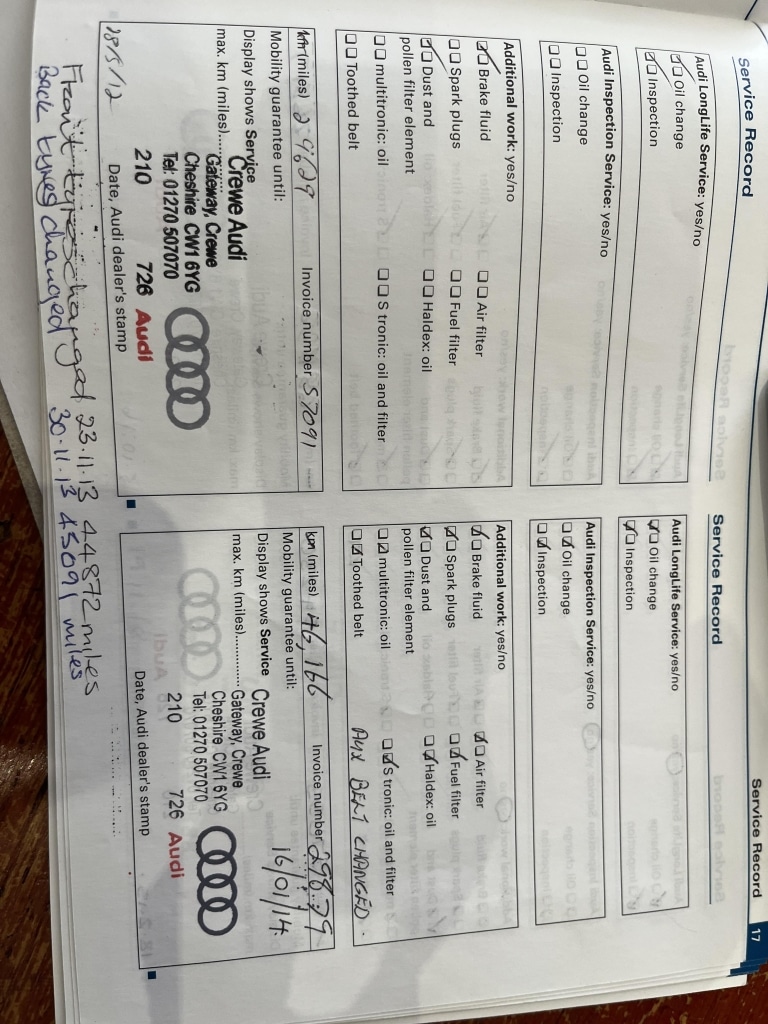 Service Record
17
Service Record
Audi LongLife Service: yes/no
Oil change
Inspection
Audi Inspection Service: yes/no
Oil change
Inspection
Additional work: yes/no
Brake fluid
Air filter
Spark plugs
Fuel filter
Dust and
pollen filter element
Haldex: oil
multitronic: oil
S tronic: oil and filter
Toothed belt
km (miles) 29629
Invoice number 57091
Mobility guarantee until:
Display shows Service
max. km (miles)
Crewe Audi
Gateway, Crewe
Cheshire CW1 6YG
Tel: 01270 507070
210 726 Audi
Date, Audi dealer's stamp
28/5/12
Front tyres changed 23.11.13 44872 miles
Back tyres changed 30.11.13 45091 miles
Service Record
Audi LongLife Service: yes/no
Oil change
Inspection
Audi Inspection Service: yes/no
Oil change
Inspection
Additional work: yes/no
Brake fluid
Air filter
Spark plugs
Fuel filter
Dust and
pollen filter element
Haldex: oil
multitronic: oil
S tronic: oil and filter
Toothed belt
AUX BELT CHANGED.
km (miles) 46,166
Invoice number 29879
Mobility guarantee until:
16/01/14
Display shows Service
max. km (miles)
Crewe Audi
Gateway, Crewe
Cheshire CW1 6YG
Tel: 01270 507070
210 726 Audi
Date, Audi dealer's stamp